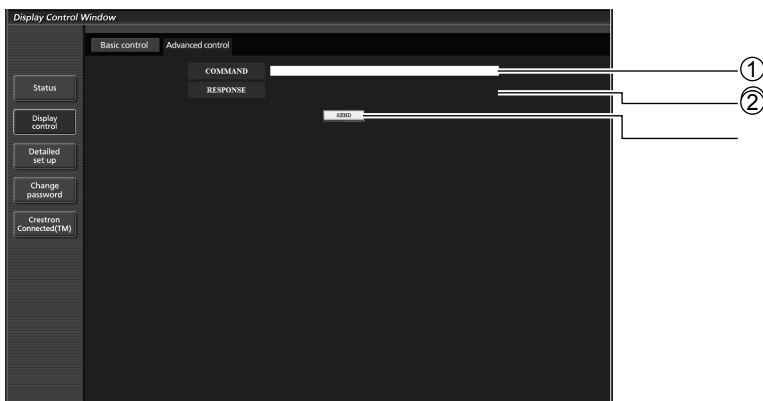 Display Control Window
Basic control Advanced control
COMMAND ①
RESPONSE ②
SEND
Status
Display
control
Detailed
set up
Change
password
Crestron
Connected(TM)